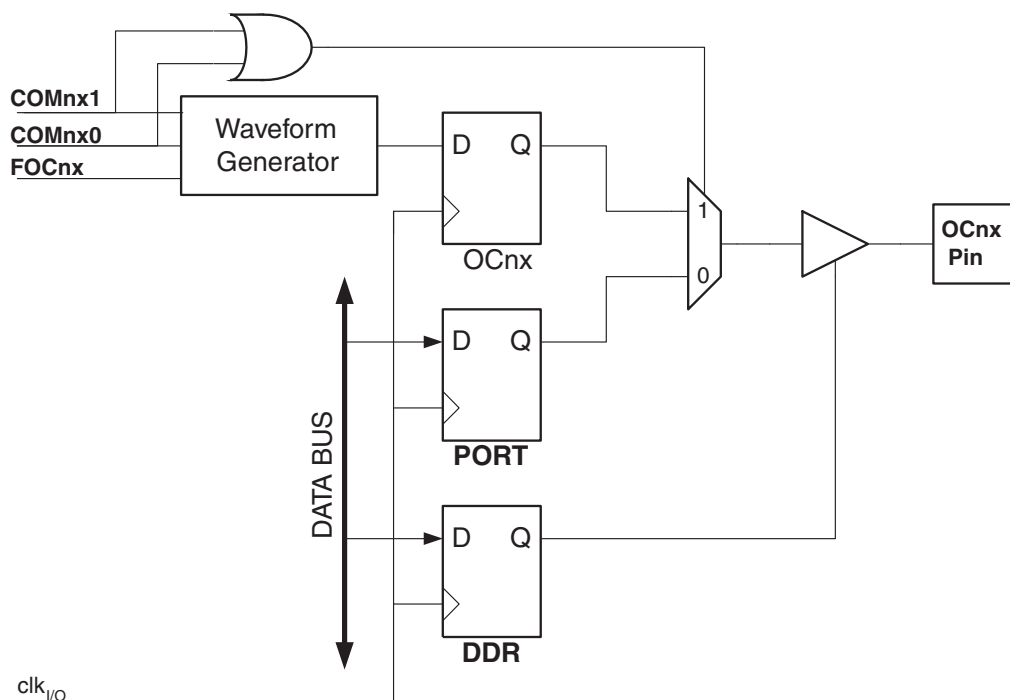 COMnx1
COMnx0
FOCnx
Waveform
Generator
D Q
OCnx
1
0
OCnx
Pin
D Q
PORT
DATA BUS
D Q
DDR
clkI/O